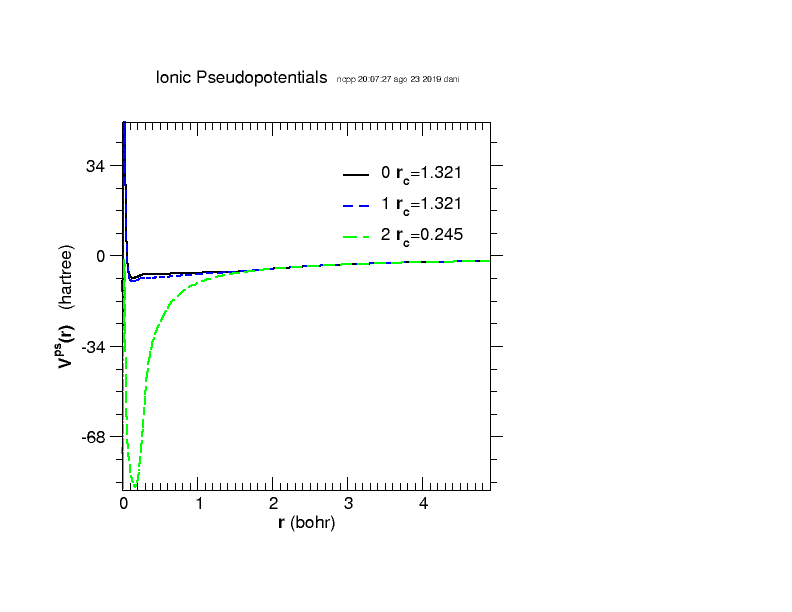 Ionic Pseudopotentials ncpp 20:07:27 ago 23 2019 dani
34
0 rc=1.321
1 rc=1.321
2 rc=0.245
0
-34
-68
Vps(r) (hartree)
0 1 2 3 4
r (bohr)